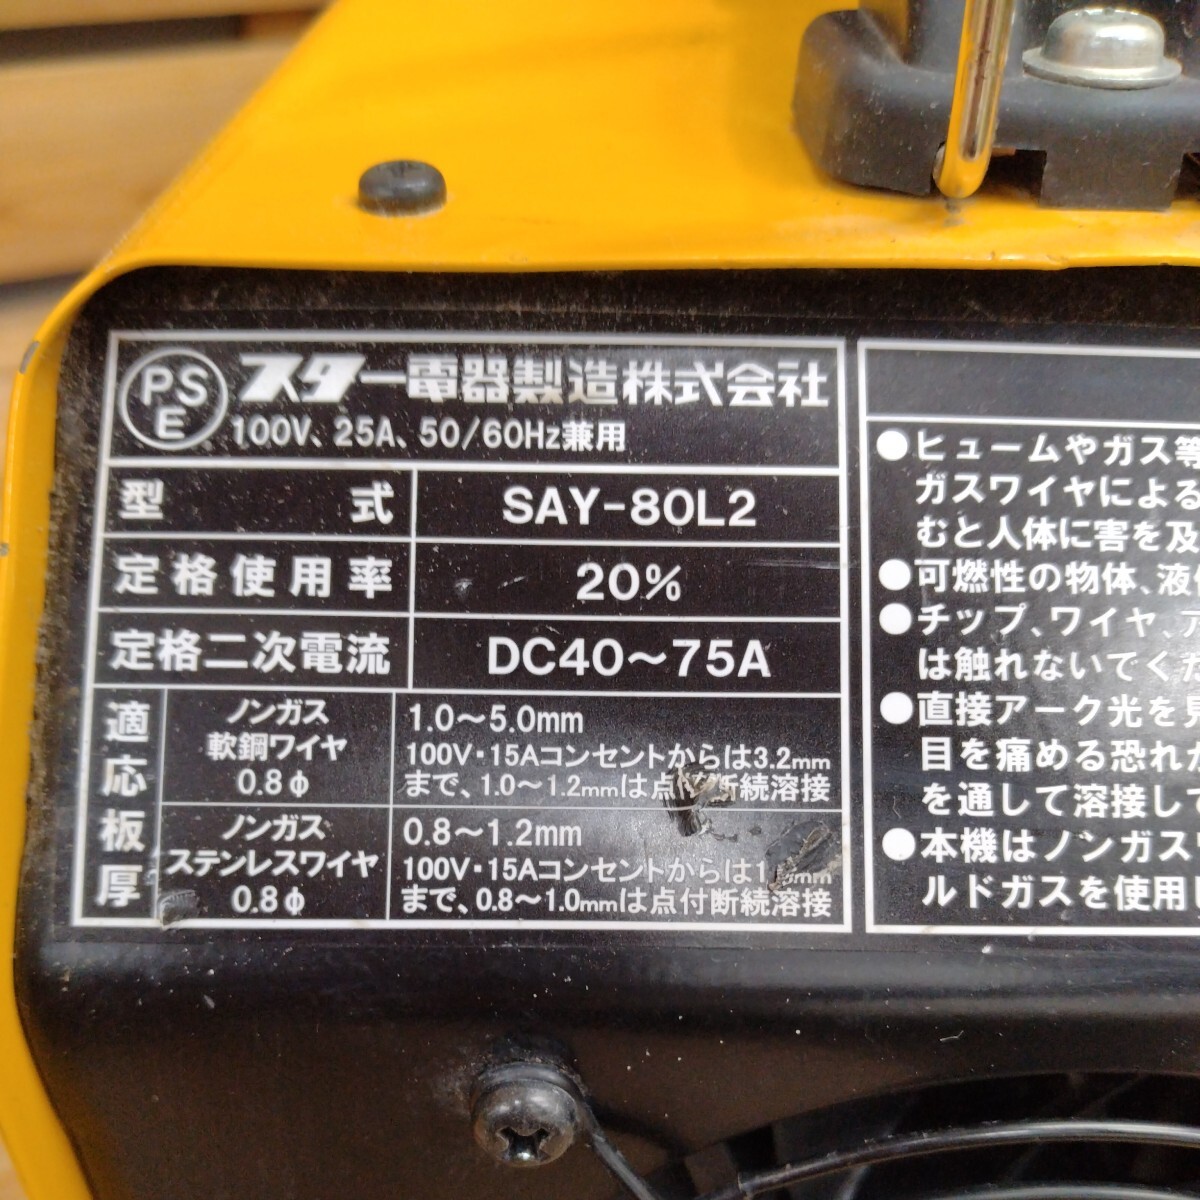 PSE
スター電器製造株式会社
100V、25A、50/60Hz兼用
型式 SAY-80L2
定格使用率 20%
定格二次電流 DC40～75A
適応板厚
ノンガス
軟鋼ワイヤ
0.8φ
1.0～5.0mm
100V・15Aコンセントからは3.2mm
まで、1.0～1.2mmは点付断続溶接
ノンガス
ステンレスワイヤ
0.8φ
0.8～1.2mm
100V・15Aコンセントからは
まで、0.8～1.0mmは点付断続溶接
●ヒュームやガス等
ガスワイヤによる
むと人体に害を及
●可燃性の物体、液
●チップ、ワイヤ、ア
は触れないでくだ
●直接アーク光を見
目を痛める恐れが
を通して溶接して
●本機はノンガス
ルドガスを使用し